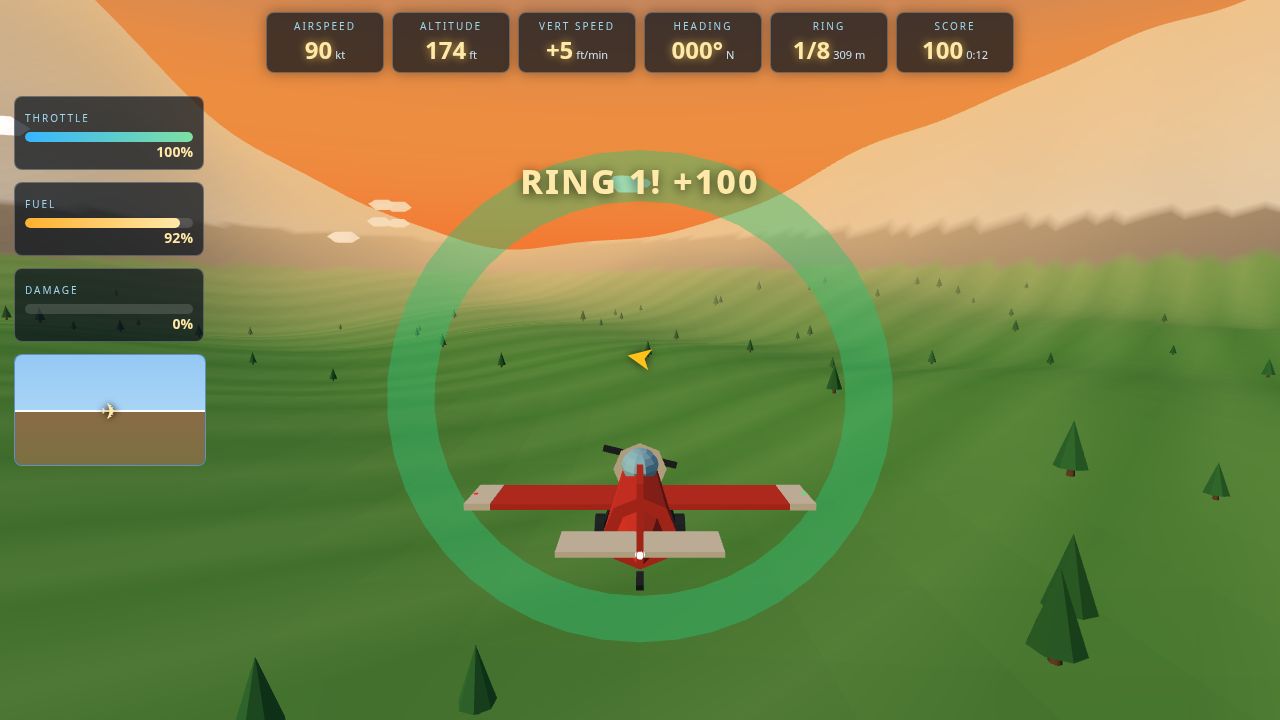 AIRSPEED
90 kt
ALTITUDE
174 ft
VERT SPEED
+5 ft/min
HEADING
000° N
RING
1/8 309 m
SCORE
100 0:12
THROTTLE
100%
FUEL
92%
DAMAGE
0%
RING 1! +100